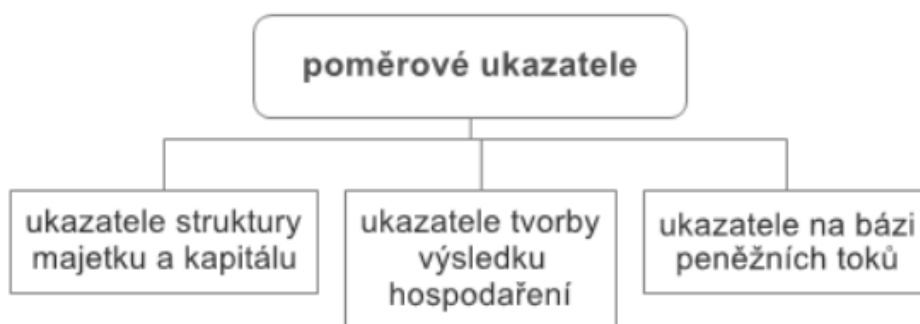 poměrové ukazatele
ukazatele struktury
majetku a kapitálu
ukazatele tvorby
výsledku
hospodaření
ukazatele na bázi
peněžních toků